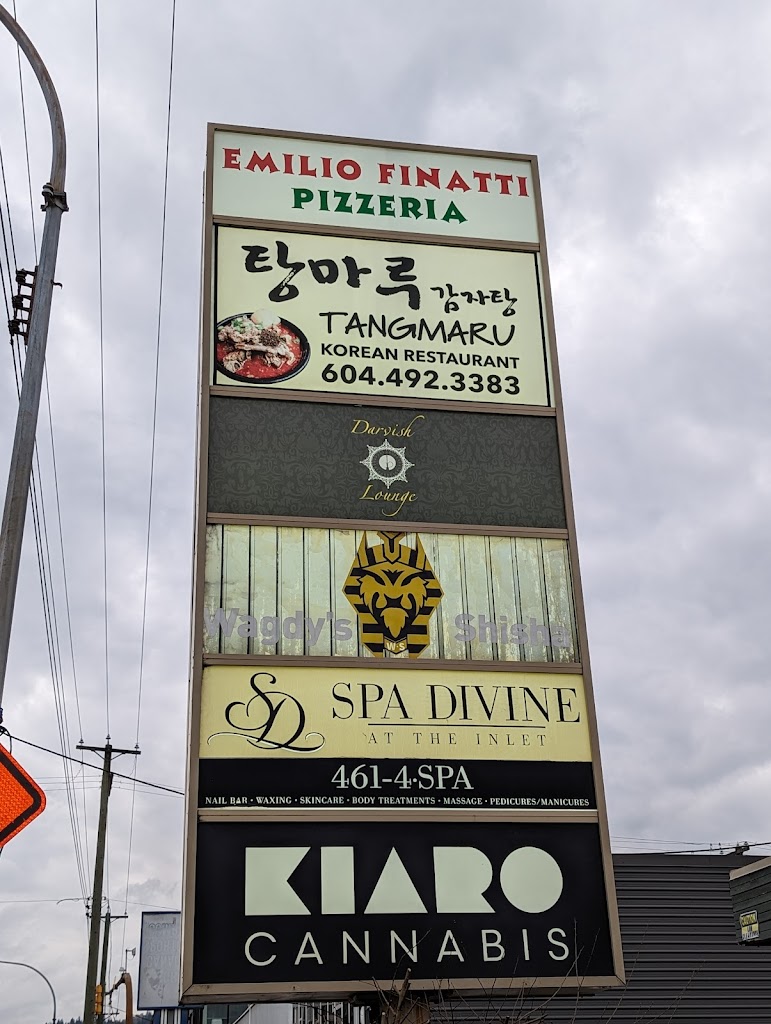 EMILIO FINATTI
PIZZERIA
탕마루 감자탕
TANGMARU
KOREAN RESTAURANT
604.492.3383
Darvish
Lounge
Wagdy's Shisha
W·S
SD SPA DIVINE
AT THE INLET
461-4·SPA
NAIL BAR · WAXING · SKINCARE · BODY TREATMENTS · MASSAGE · PEDICURES/MANICURES
KIARO
CANNABIS
CAUTION